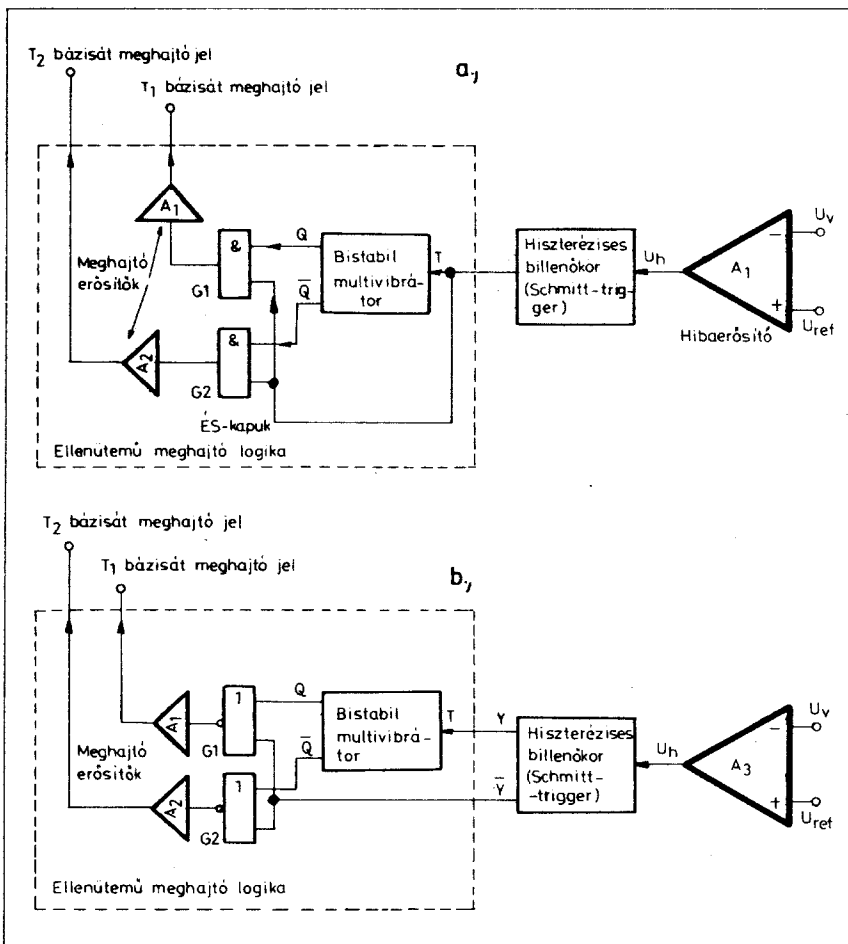 T2 bázisát meghajtó jel
a.,
T1 bázisát meghajtó jel
A1
Meghajtó
erősítők
&
G1
Q
Q̅
Bistabil
multivibrá-
tor
T
Hiszterézises
billenőkör
(Schmitt-trig-
ger)
Uh
A1
-
+
Uv
Uref
Hibaerősítő
A2
&
G2
ÉS-kapuk
Ellenütemű meghajtó logika
T2 bázisát meghajtó jel
T1 bázisát meghajtó jel
b.,
A1
1
G1
Q
Q̅
Bistabil
multivibrá-
tor
T
Y
Y̅
Hiszterézises
billenőkör
(Schmitt-
-trigger)
Uh
A3
-
+
Uv
Uref
Meghajtó
erősítők
A2
1
G2
Ellenütemű meghajtó logika